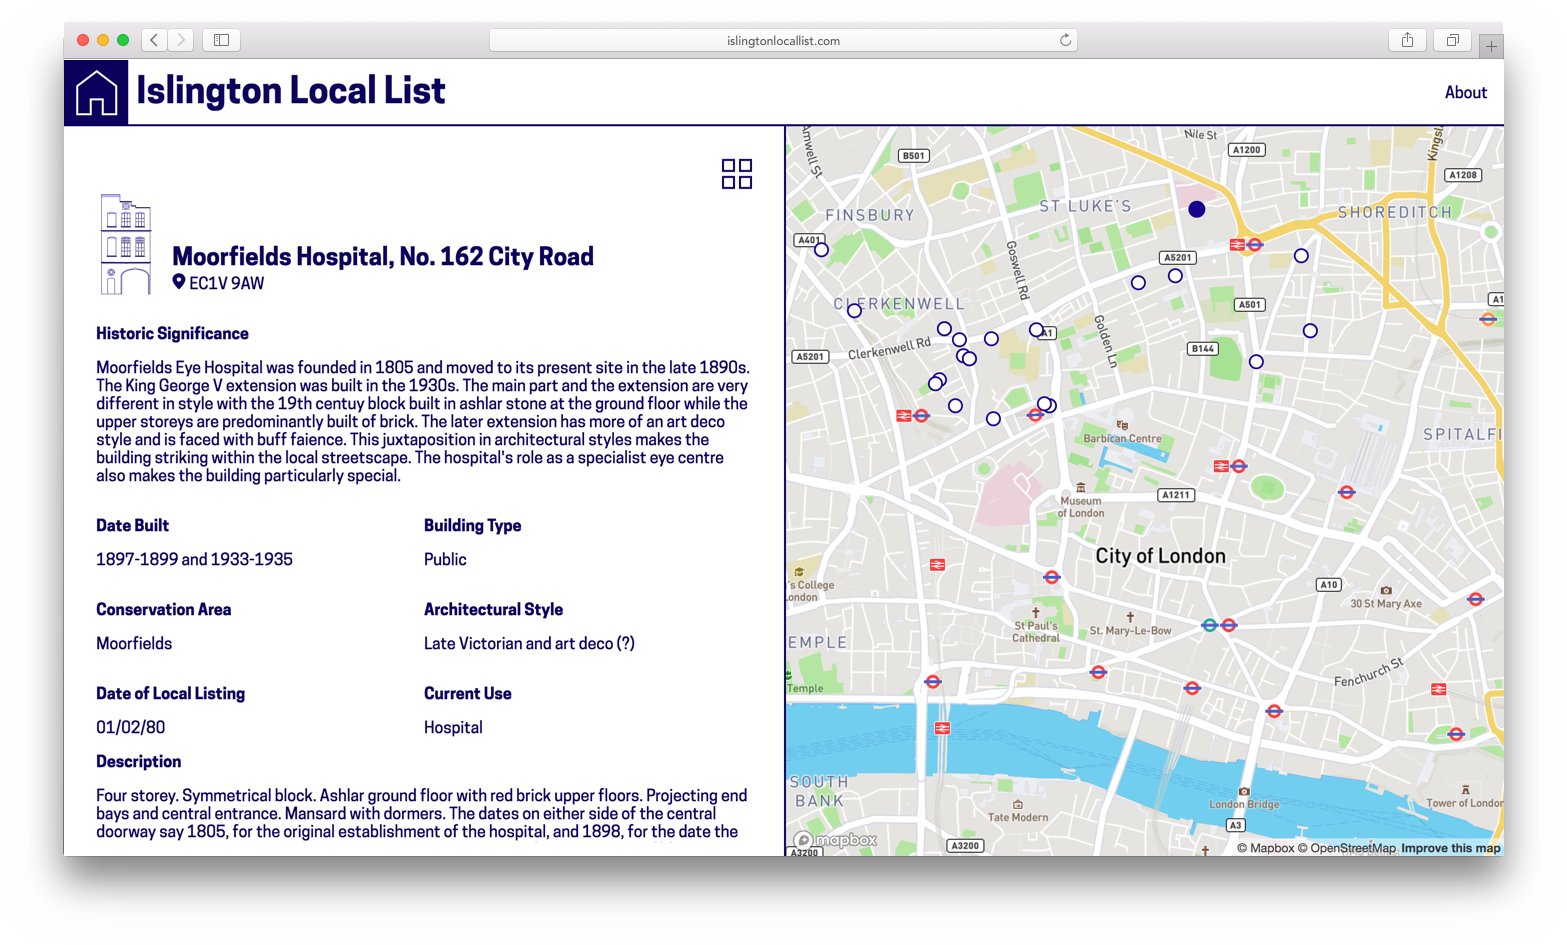 islingtonlocallist.com
Islington Local List
About
Moorfields Hospital, No. 162 City Road
EC1V 9AW
Historic Significance
Moorfields Eye Hospital was founded in 1805 and moved to its present site in the late 1890s.
The King George V extension was built in the 1930s. The main part and the extension are very
different in style with the 19th centuy block built in ashlar stone at the ground floor while the
upper storeys are predominantly built of brick. The later extension has more of an art deco
style and is faced with buff faience. This juxtaposition in architectural styles makes the
building striking within the local streetscape. The hospital's role as a specialist eye centre
also makes the building particularly special.
Date Built
Building Type
1897-1899 and 1933-1935
Public
Conservation Area
Architectural Style
Moorfields
Late Victorian and art deco (?)
Date of Local Listing
Current Use
01/02/80
Hospital
Description
Four storey. Symmetrical block. Ashlar ground floor with red brick upper floors. Projecting end
bays and central entrance. Mansard with dormers. The dates on either side of the central
doorway say 1805, for the original establishment of the hospital, and 1898, for the date the
Amwell St
Nile St
Kingsl
B501
A1200
A1208
FINSBURY
ST LUKE'S
SHOREDITCH
A401
Goswell Rd
A5201
CLERKENWELL
A501
A1
A1
Golden Ln
Clerkenwell Rd
A5201
B144
Barbican Centre
SPITALFI
Museum
of London
A1211
City of London
's College
London
A10
30 St Mary Axe
St Paul's
Cathedral
St. Mary-Le-Bow
EMPLE
Fenchurch St
Temple
SOUTH
BANK
London Bridge
Tower of London
Tate Modern
A3
mapbox
A3200
A3200
© Mapbox © OpenStreetMap Improve this map